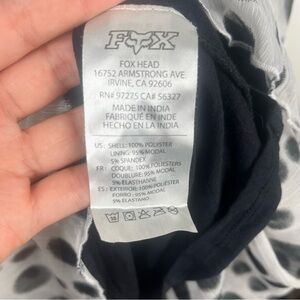 FOX
FOX HEAD
16752 ARMSTRONG AVE.
IRVINE, CA 92606
RN# 97275 CA# 56327
MADE IN INDIA
FABRIQUÉ EN INDE
HECHO EN LA INDIA
US: SHELL: 100% POLYESTER
LINING: 95% MODAL
5% SPANDEX
FR: COQUE: 100% POLYESTERS
DOUBLURE: 95% MODAL
5% ELASTHANNE
ES: EXTERIOR: 100% POLIESTER
FORRO: 95% MODAL
5% ELASTANO